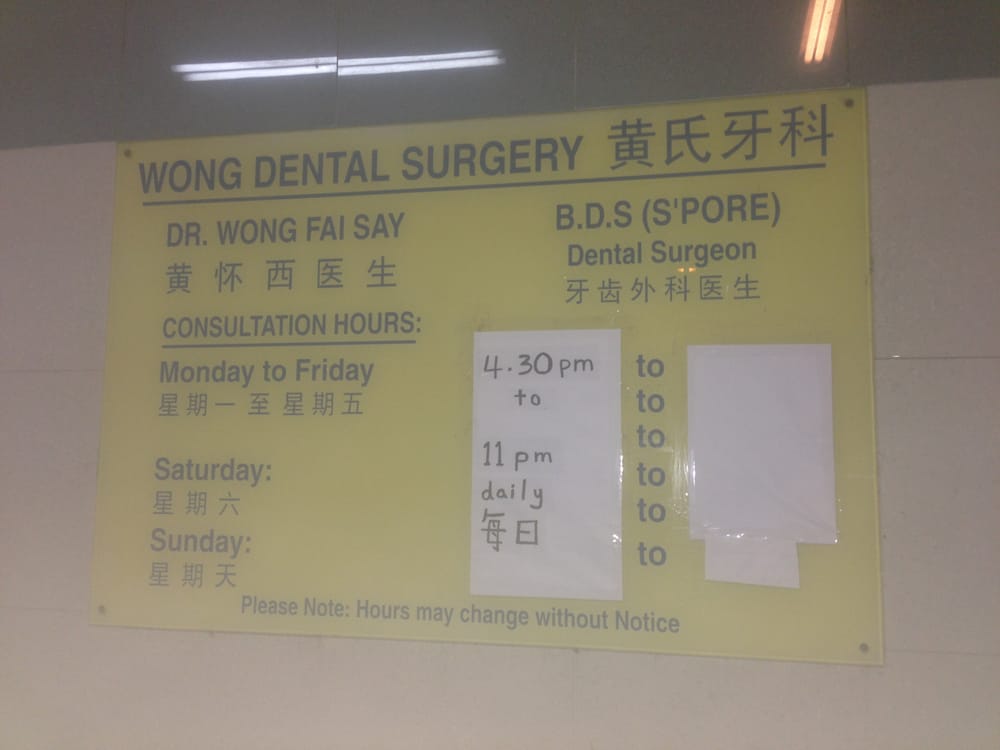 WONG DENTAL SURGERY 黄氏牙科
DR. WONG FAI SAY
黄怀西医生
B.D.S (S'PORE)
Dental Surgeon
牙齿外科医生
CONSULTATION HOURS:
Monday to Friday
星期一至星期五
Saturday:
星期六
Sunday:
星期天
4.30 pm
to
11 pm
daily
每日
to
to
to
to
to
to
Please Note: Hours may change without Notice